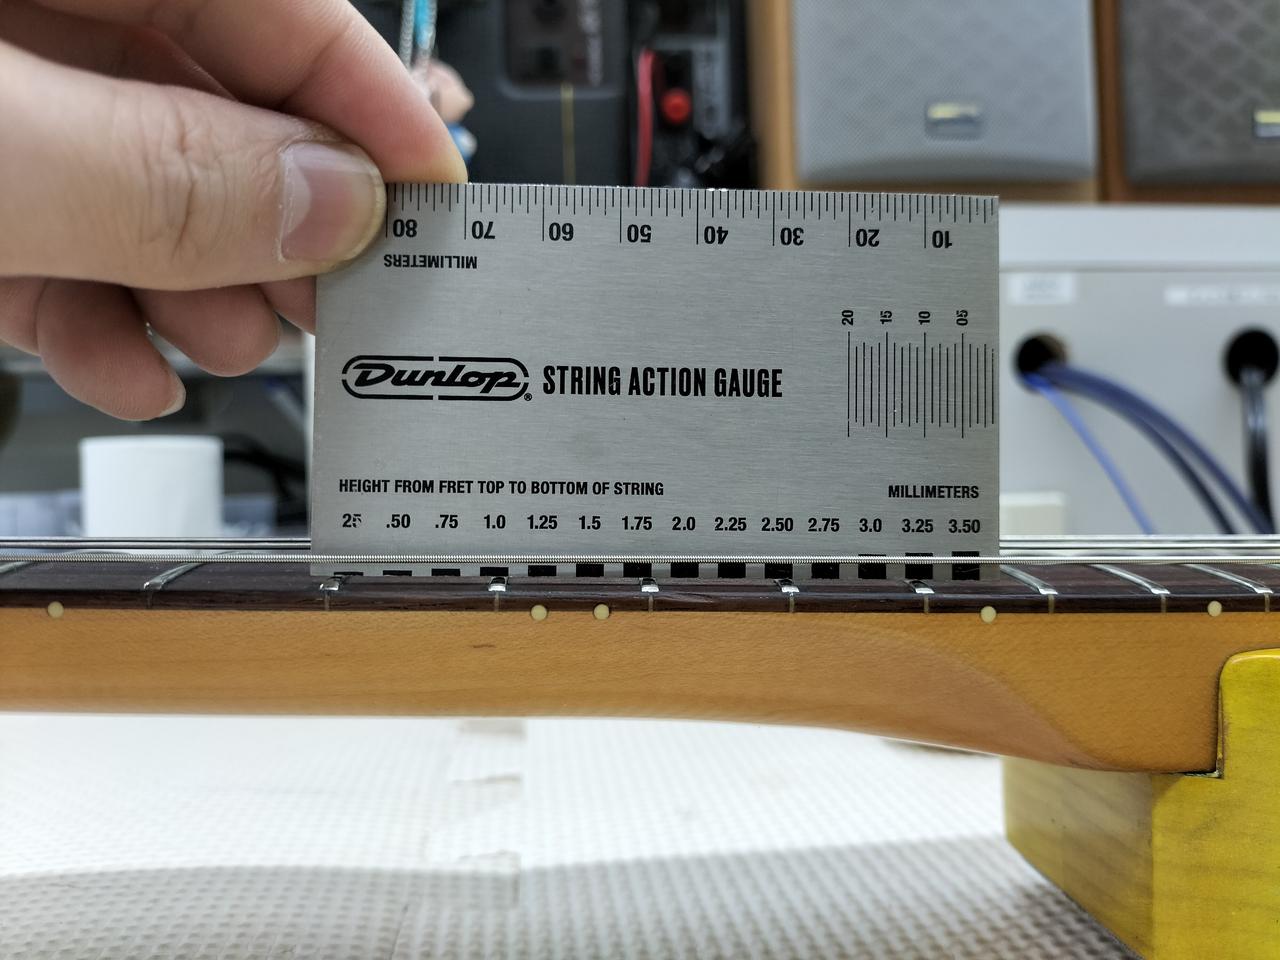 80 70 60 50 40 30 20 10
MILLIMETERS
20 15 10 05
Dunlop® STRING ACTION GAUGE
HEIGHT FROM FRET TOP TO BOTTOM OF STRING MILLIMETERS
25 .50 .75 1.0 1.25 1.5 1.75 2.0 2.25 2.50 2.75 3.0 3.25 3.50